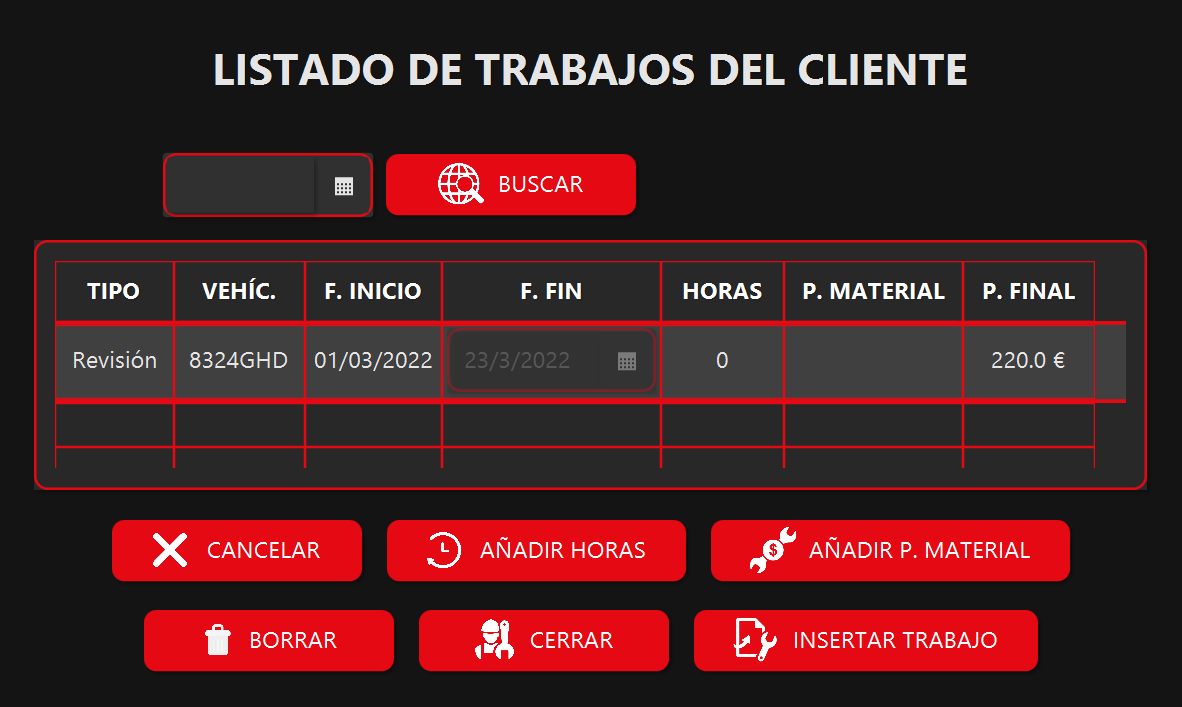 LISTADO DE TRABAJOS DEL CLIENTE
BUSCAR
TIPO VEHÍC. F. INICIO F. FIN HORAS P. MATERIAL P. FINAL
Revisión 8324GHD 01/03/2022 23/3/2022 0 220.0 €
CANCELAR AÑADIR HORAS $ AÑADIR P. MATERIAL
BORRAR CERRAR INSERTAR TRABAJO